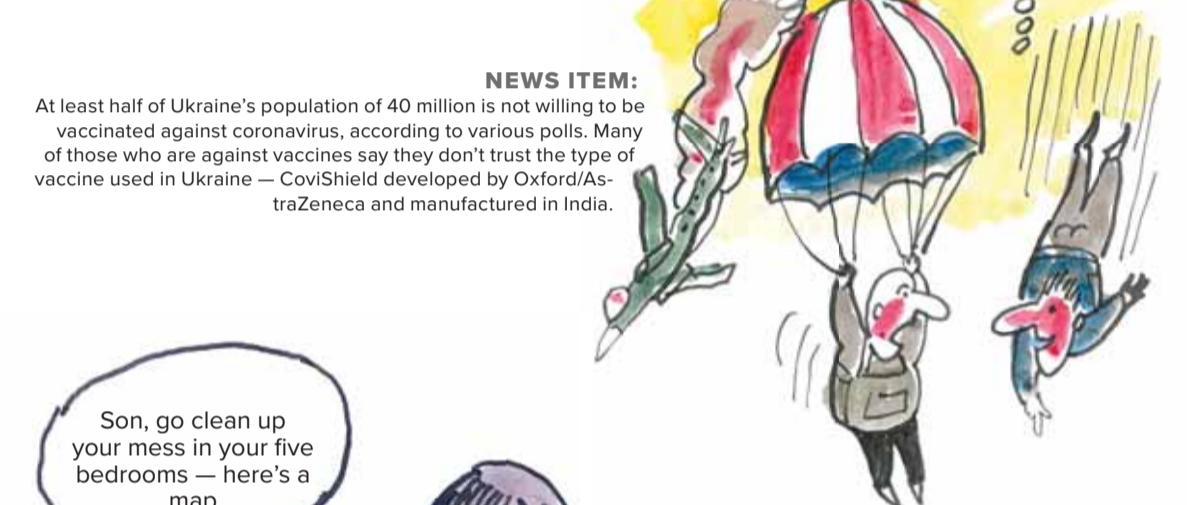 NEWS ITEM:
At least half of Ukraine’s population of 40 million is not willing to be
vaccinated against coronavirus, according to various polls. Many
of those who are against vaccines say they don’t trust the type of
vaccine used in Ukraine — CoviShield developed by Oxford/As-
traZeneca and manufactured in India.
Son, go clean up
your mess in your five
bedrooms — here’s a
map